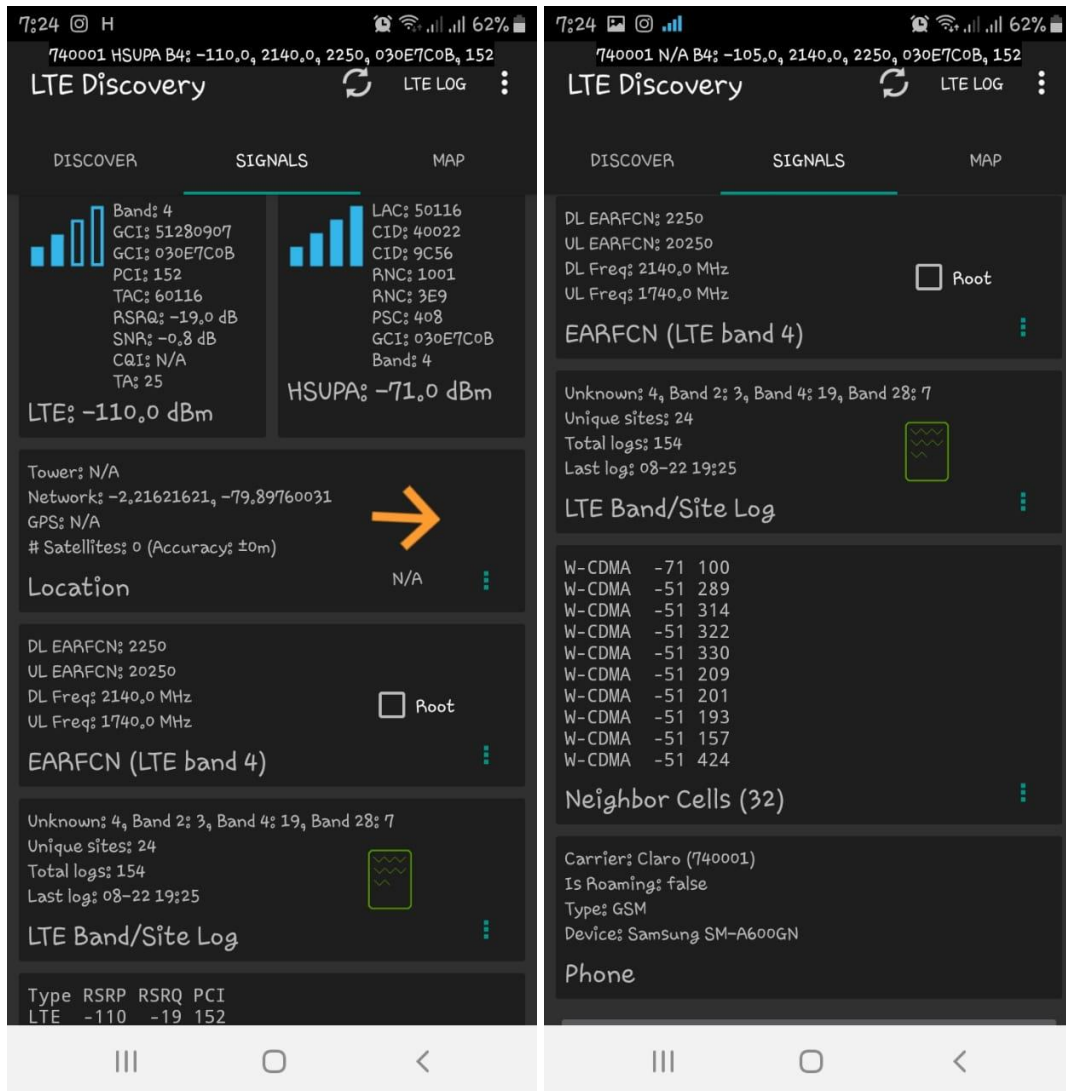 7:24 H 62%
740001 HSUPA B4: -110.0, 2140.0, 2250, 030E7C0B, 152
LTE Discovery LTE LOG
DISCOVER SIGNALS MAP
Band: 4
GCI: 51280907
GCI: 030E7C0B
PCI: 152
TAC: 60116
RSRQ: -19.0 dB
SNR: -0.8 dB
CQI: N/A
TA: 25
LTE: -110.0 dBm
LAC: 50116
CID: 40022
CID: 9C56
RNC: 1001
RNC: 3E9
PSC: 408
GCI: 030E7C0B
Band: 4
HSUPA: -71.0 dBm
Tower: N/A
Network: -2.21621621, -79.89760031
GPS: N/A
# Satellites: 0 (Accuracy: ±0m)
Location
N/A
DL EARFCN: 2250
UL EARFCN: 20250
DL Freq: 2140.0 MHz
UL Freq: 1740.0 MHz
Root
EARFCN (LTE band 4)
Unknown: 4, Band 2: 3, Band 4: 19, Band 28: 7
Unique sites: 24
Total logs: 154
Last log: 08-22 19:25
LTE Band/Site Log
Type RSRP RSRQ PCI
LTE -110 -19 152
7:24 62%
740001 N/A B4: -105.0, 2140.0, 2250, 030E7C0B, 152
LTE Discovery LTE LOG
DISCOVER SIGNALS MAP
DL EARFCN: 2250
UL EARFCN: 20250
DL Freq: 2140.0 MHz
UL Freq: 1740.0 MHz
Root
EARFCN (LTE band 4)
Unknown: 4, Band 2: 3, Band 4: 19, Band 28: 7
Unique sites: 24
Total logs: 154
Last log: 08-22 19:25
LTE Band/Site Log
W-CDMA -71 100
W-CDMA -51 289
W-CDMA -51 314
W-CDMA -51 322
W-CDMA -51 330
W-CDMA -51 209
W-CDMA -51 201
W-CDMA -51 193
W-CDMA -51 157
W-CDMA -51 424
Neighbor Cells (32)
Carrier: Claro (740001)
Is Roaming: false
Type: GSM
Device: Samsung SM-A600GN
Phone